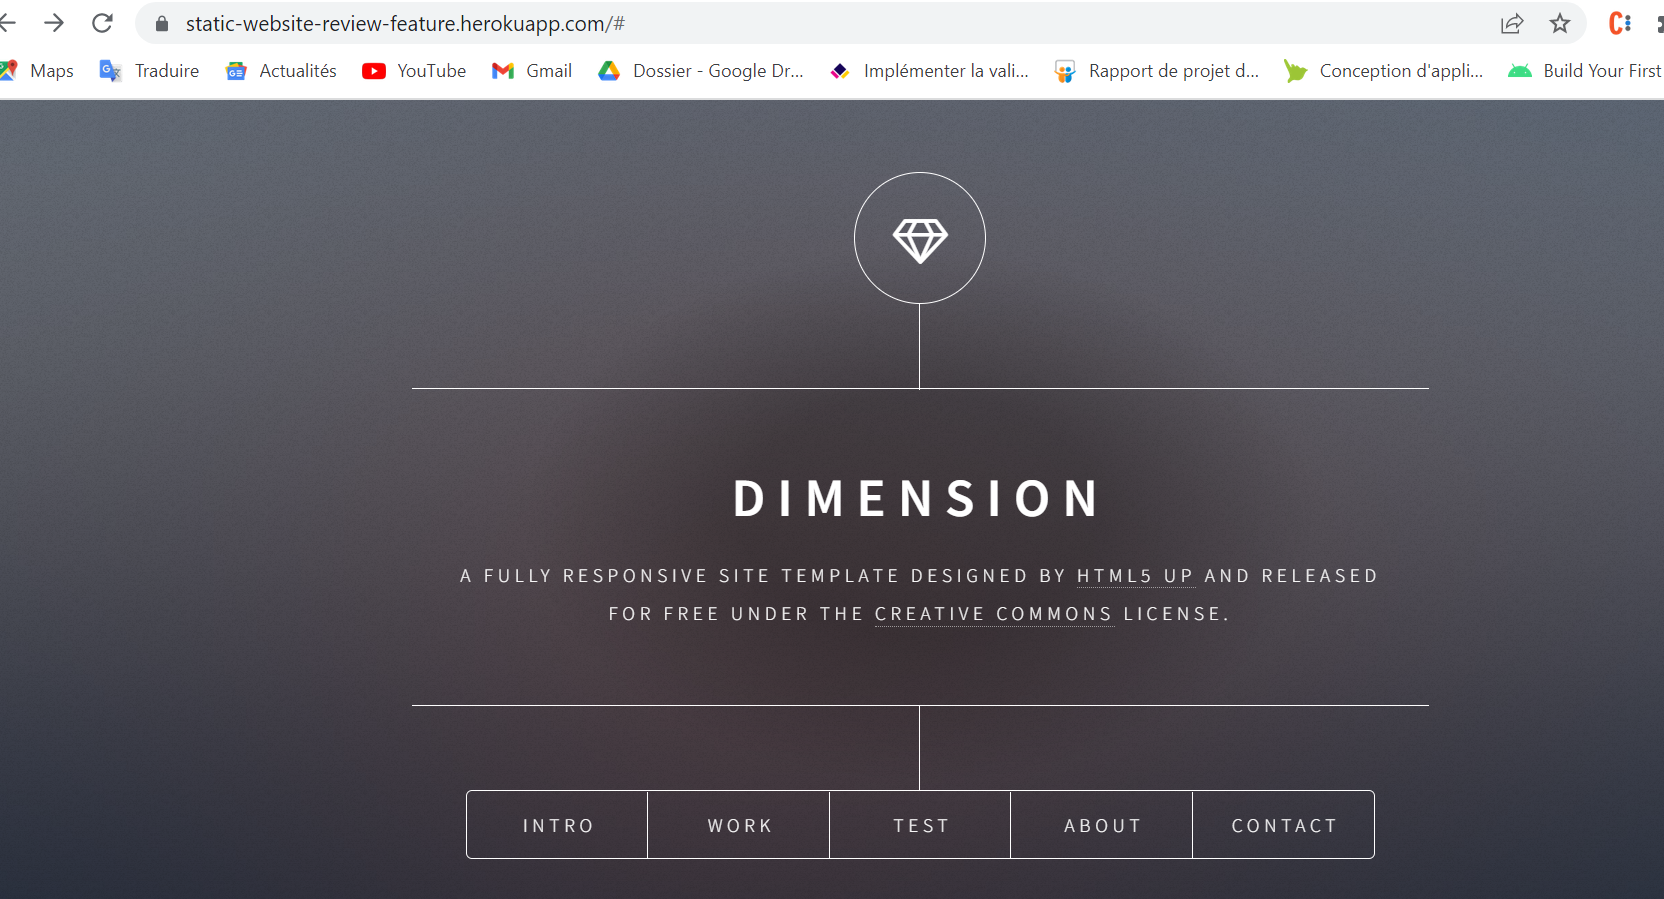 static-website-review-feature.herokuapp.com/#
Maps Traduire Actualités YouTube Gmail Dossier - Google Dr... Implémenter la vali... Rapport de projet d... Conception d'appli... Build Your First
DIMENSION
A FULLY RESPONSIVE SITE TEMPLATE DESIGNED BY HTML5 UP AND RELEASED
FOR FREE UNDER THE CREATIVE COMMONS LICENSE.
INTRO WORK TEST ABOUT CONTACT